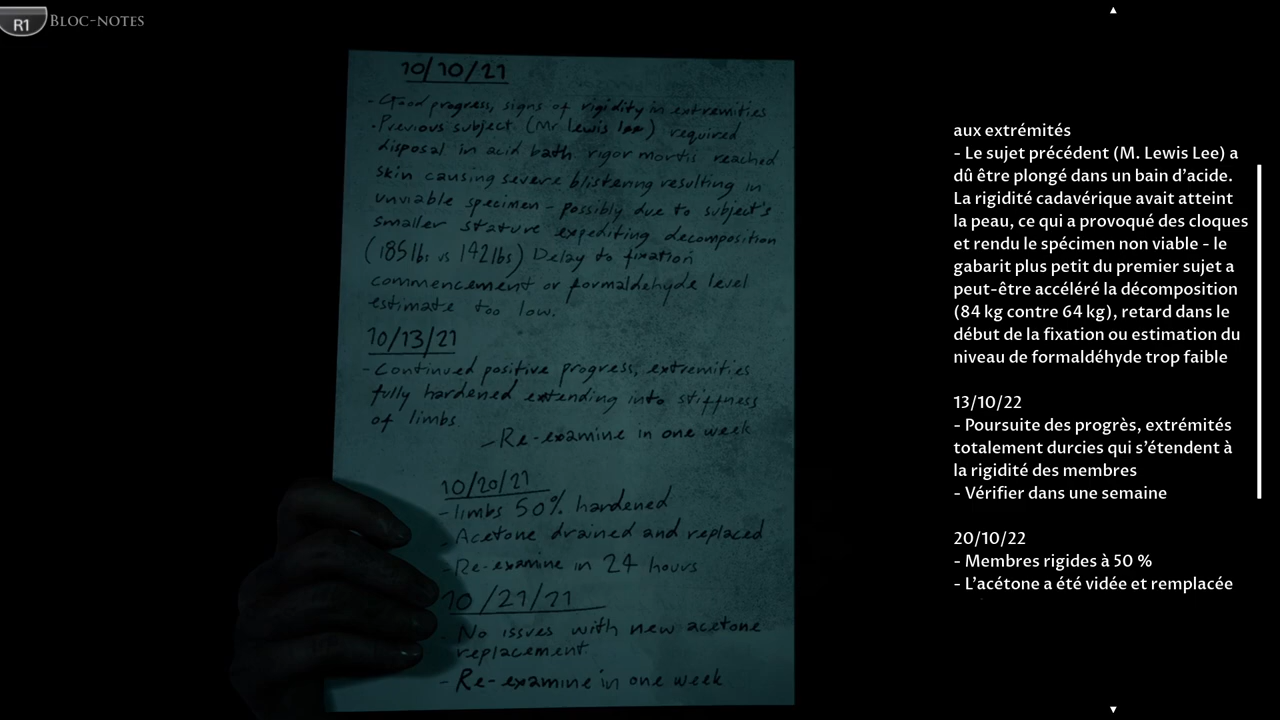 R1 BLOC-NOTES
10/10/21
- Good progress, signs of rigidity in extremities
- Previous subject (Mr Lewis Lee) required
disposal in acid bath. rigor mortis reached
skin causing severe blistering resulting in
unviable specimen - possibly due to subject's
smaller stature expediting decomposition
(185lbs vs 142lbs) Delay to fixation
commencement or formaldehyde level
estimate too low.
10/13/21
- Continued positive progress, extremities
fully hardened extending into stiffness
of limbs
- Re-examine in one week
10/20/21
- limbs 50% hardened
- Acetone drained and replaced
- Re-examine in 24 hours
10/21/21
- No issues with new acetone
replacement.
- Re-examine in one week
aux extrémités
- Le sujet précédent (M. Lewis Lee) a
dû être plongé dans un bain d'acide.
La rigidité cadavérique avait atteint
la peau, ce qui a provoqué des cloques
et rendu le spécimen non viable - le
gabarit plus petit du premier sujet a
peut-être accéléré la décomposition
(84 kg contre 64 kg), retard dans le
début de la fixation ou estimation du
niveau de formaldéhyde trop faible
13/10/22
- Poursuite des progrès, extrémités
totalement durcies qui s'étendent à
la rigidité des membres
- Vérifier dans une semaine
20/10/22
- Membres rigides à 50 %
- L'acétone a été vidée et remplacée